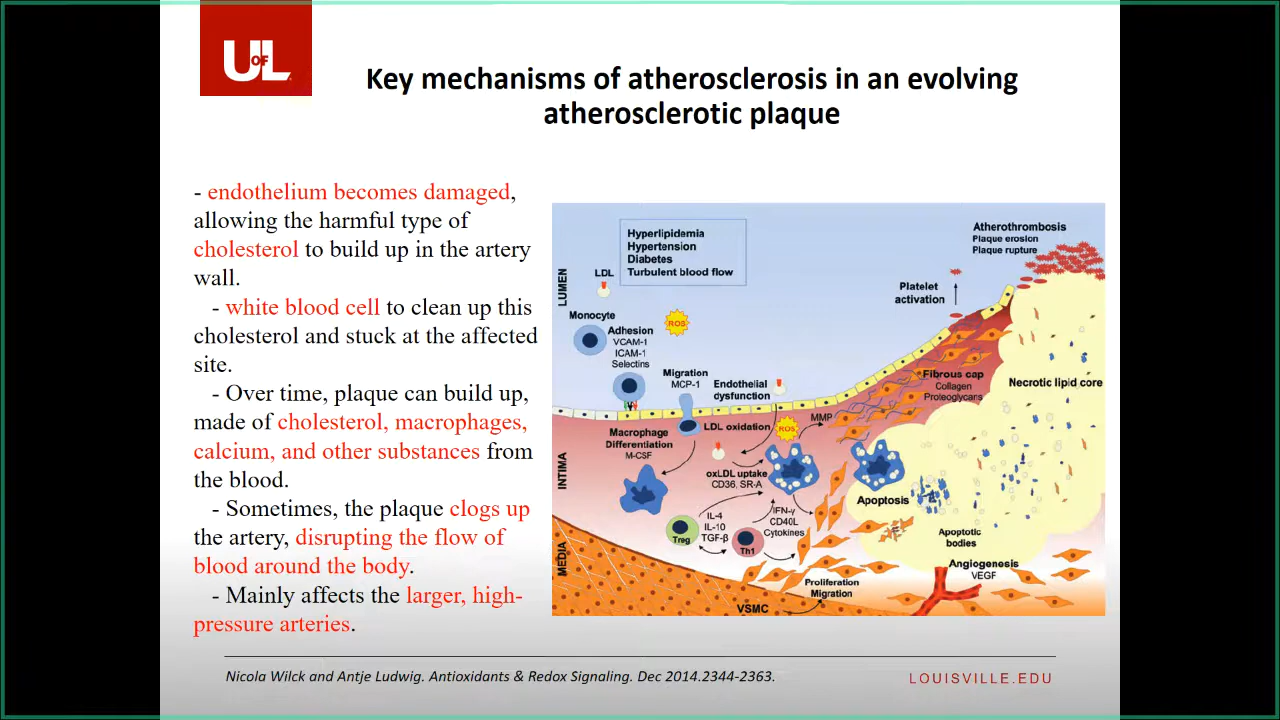 UofL
Key mechanisms of atherosclerosis in an evolving
atherosclerotic plaque
- endothelium becomes damaged,
allowing the harmful type of
cholesterol to build up in the artery
wall.
- white blood cell to clean up this
cholesterol and stuck at the affected
site.
- Over time, plaque can build up,
made of cholesterol, macrophages,
calcium, and other substances from
the blood.
- Sometimes, the plaque clogs up
the artery, disrupting the flow of
blood around the body.
- Mainly affects the larger, high-
pressure arteries.
Hyperlipidemia
Hypertension
Diabetes
Turbulent blood flow
Atherothrombosis
Plaque erosion
Plaque rupture
LUMEN
LDL
Platelet
activation
Monocyte
ROS
Adhesion
VCAM-1
ICAM-1
Selectins
Migration
MCP-1
Endothelial
dysfunction
Fibrous cap
Collagen
Proteoglycans
Necrotic lipid core
Macrophage
Differentiation
M-CSF
LDL oxidation
ROS
MMP
INTIMA
oxLDL uptake
CD36, SR-A
Apoptosis
IL-4
IL-10
TGF-β
IFN-γ
CD40L
Cytokines
Treg
Th1
Apoptotic
bodies
MEDIA
Angiogenesis
VEGF
Proliferation
Migration
VSMC
Nicola Wilck and Antje Ludwig. Antioxidants & Redox Signaling. Dec 2014.2344-2363.
LOUISVILLE.EDU